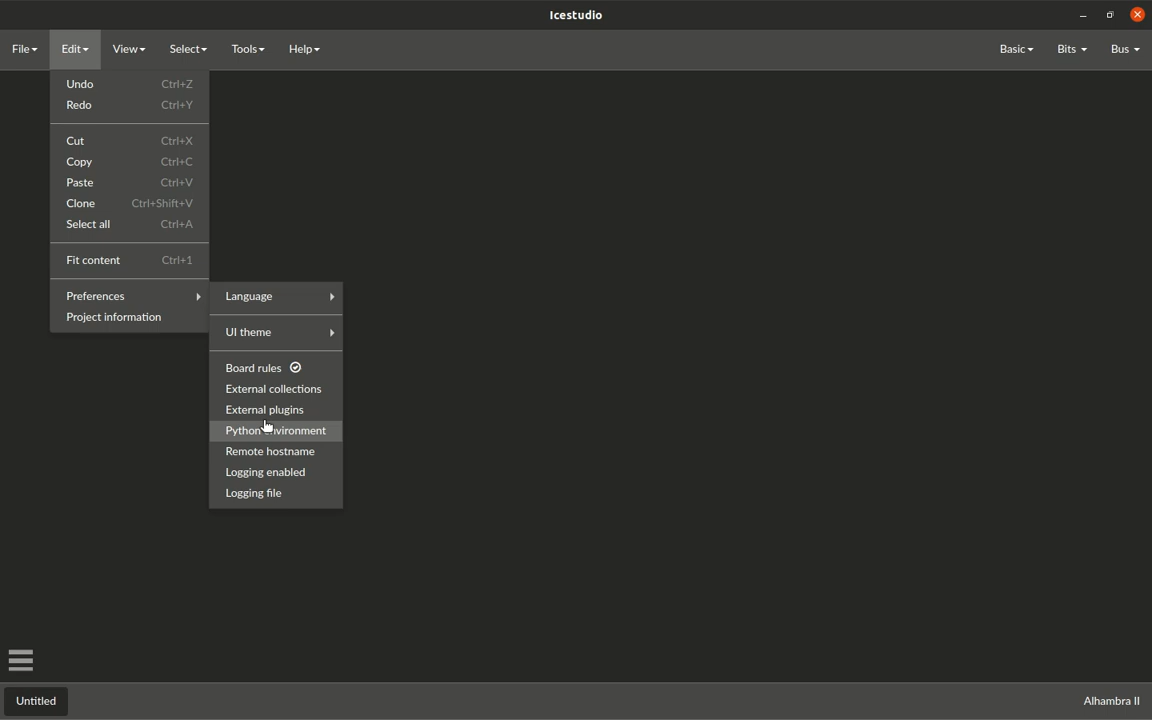 Icestudio
File Edit View Select Tools Help Basic Bits Bus
Undo Ctrl+Z
Redo Ctrl+Y
Cut Ctrl+X
Copy Ctrl+C
Paste Ctrl+V
Clone Ctrl+Shift+V
Select all Ctrl+A
Fit content Ctrl+1
Preferences
Project information
Language
UI theme
Board rules
External collections
External plugins
Python
Remote hostname
Logging enabled
Logging file
Untitled Alhambra II